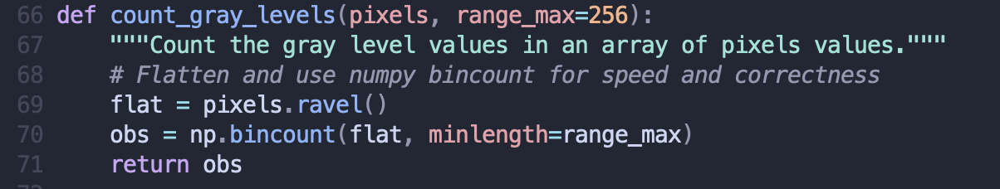 66 def count_gray_levels(pixels, range_max=256):
67     """Count the gray level values in an array of pixels values."""
68     # Flatten and use numpy bincount for speed and correctness
69     flat = pixels.ravel()
70     obs = np.bincount(flat, minlength=range_max)
71     return obs